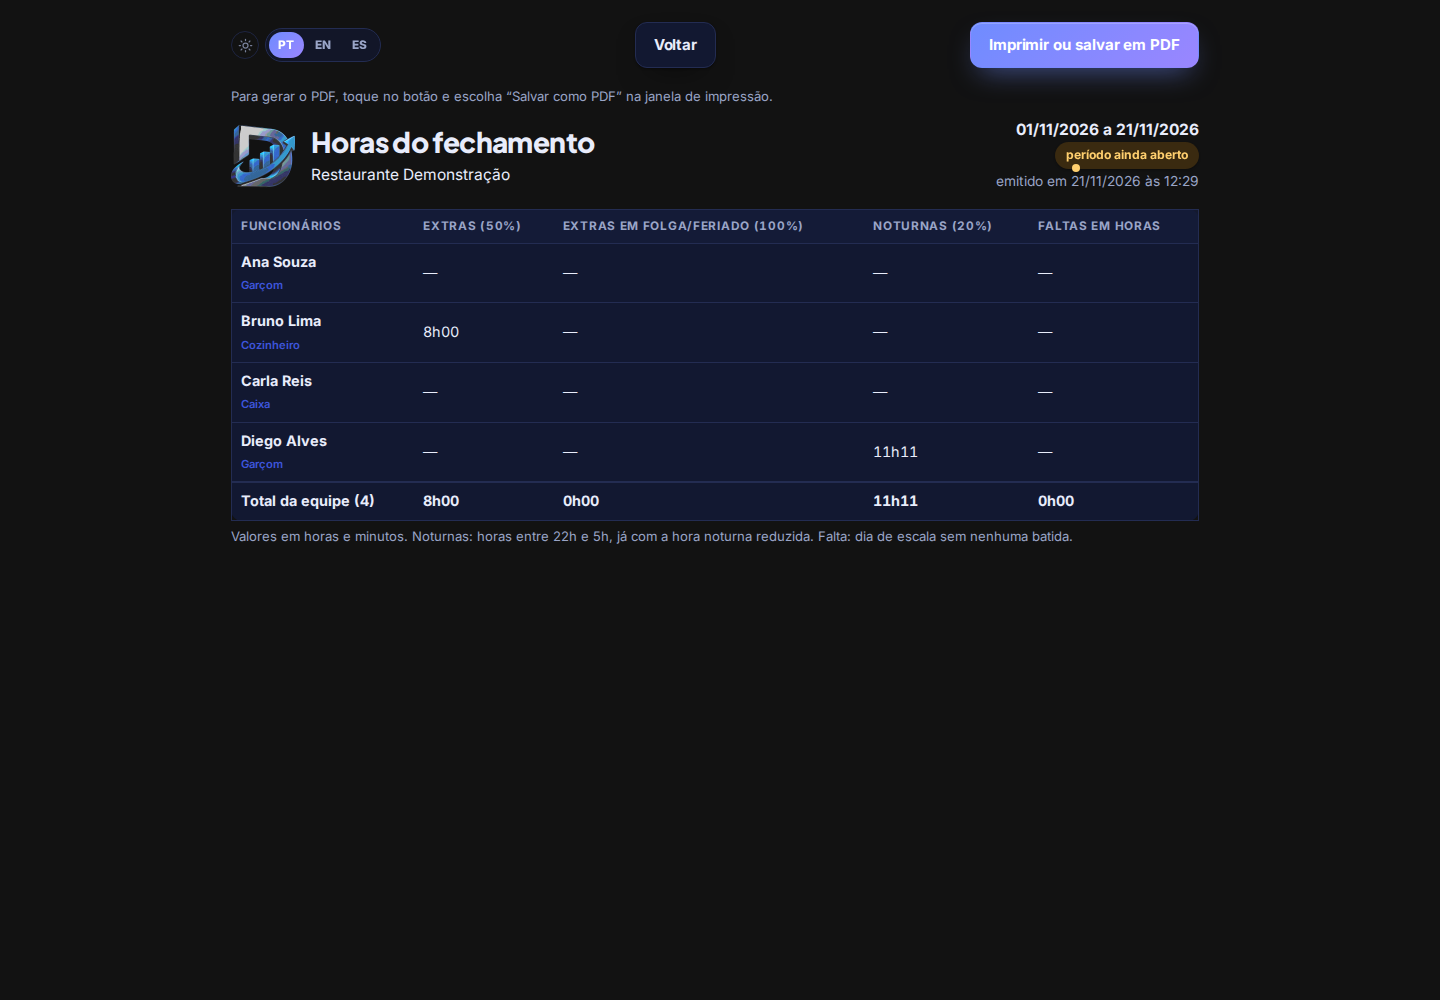 PT EN ES
Voltar
Imprimir ou salvar em PDF
Para gerar o PDF, toque no botão e escolha “Salvar como PDF” na janela de impressão.
Horas do fechamento
Restaurante Demonstração
01/11/2026 a 21/11/2026
período ainda aberto
emitido em 21/11/2026 às 12:29
FUNCIONÁRIOS EXTRAS (50%) EXTRAS EM FOLGA/FERIADO (100%) NOTURNAS (20%) FALTAS EM HORAS
Ana Souza
Garçom
— — — —
Bruno Lima
Cozinheiro
8h00 — — —
Carla Reis
Caixa
— — — —
Diego Alves
Garçom
— — 11h11 —
Total da equipe (4) 8h00 0h00 11h11 0h00
Valores em horas e minutos. Noturnas: horas entre 22h e 5h, já com a hora noturna reduzida. Falta: dia de escala sem nenhuma batida.